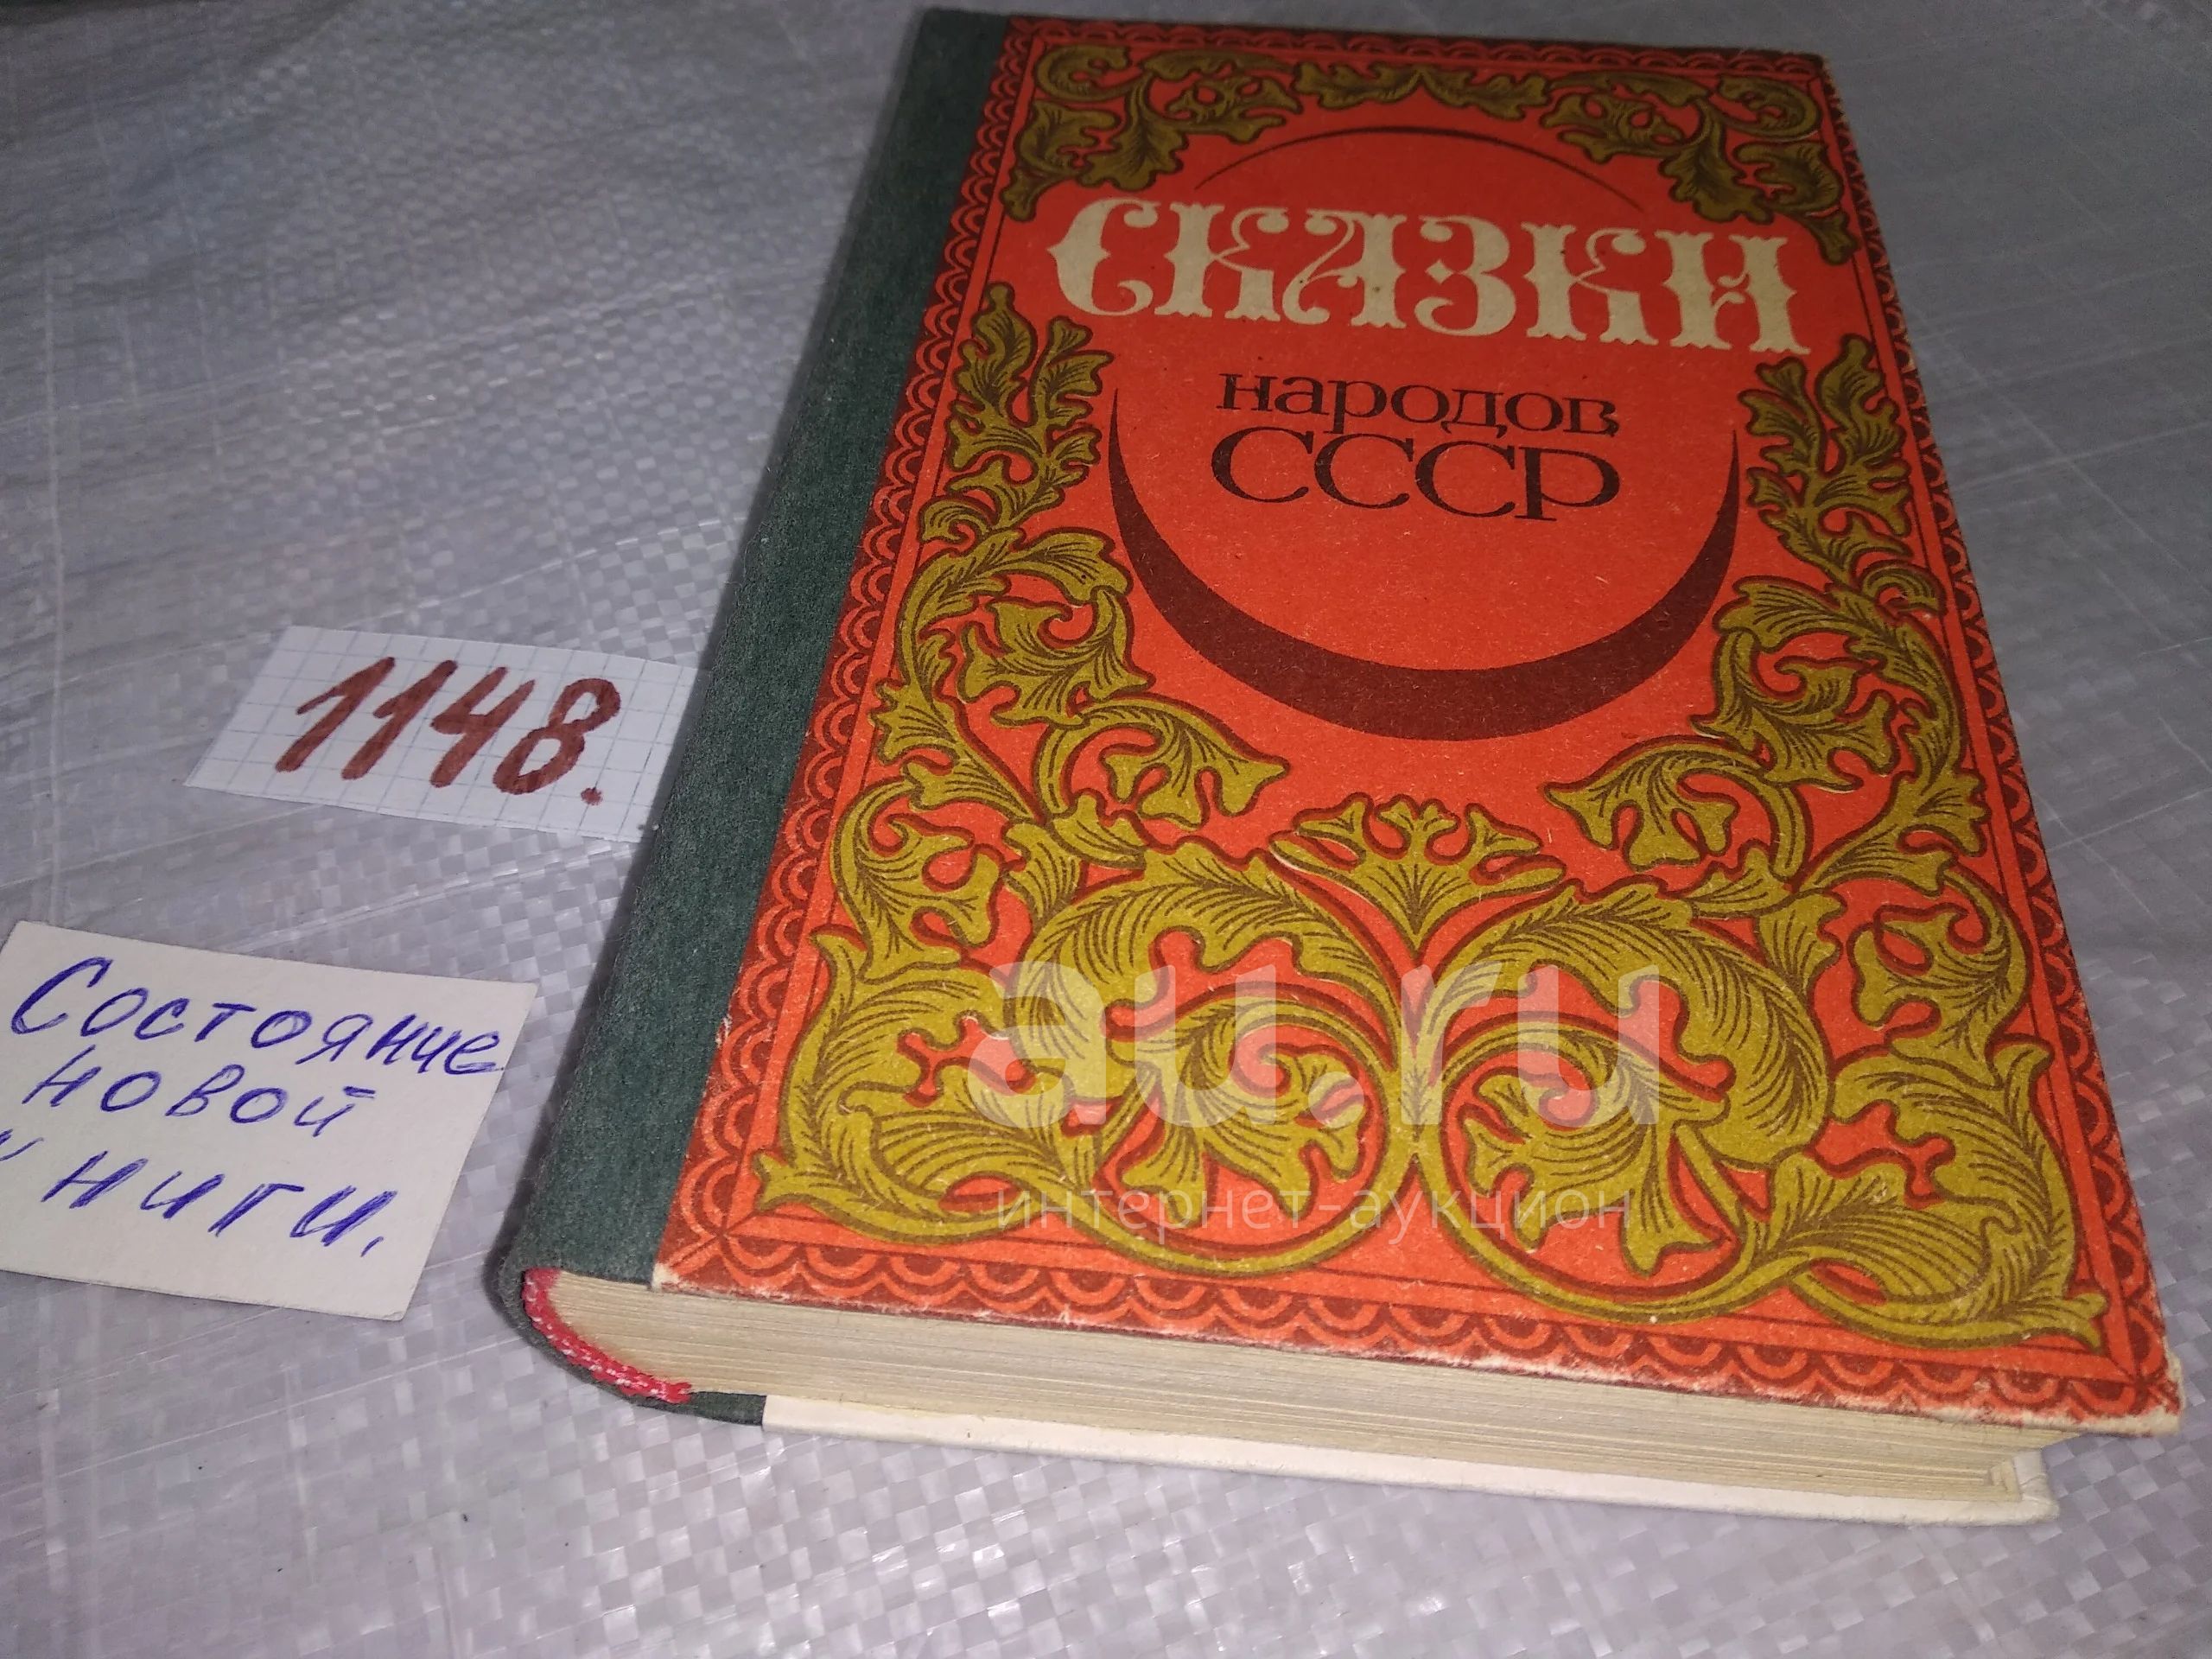 СКАЗКИ
народов
СССР
1148.
Состояние
новой
книги.
au.ru
интернет-аукцион